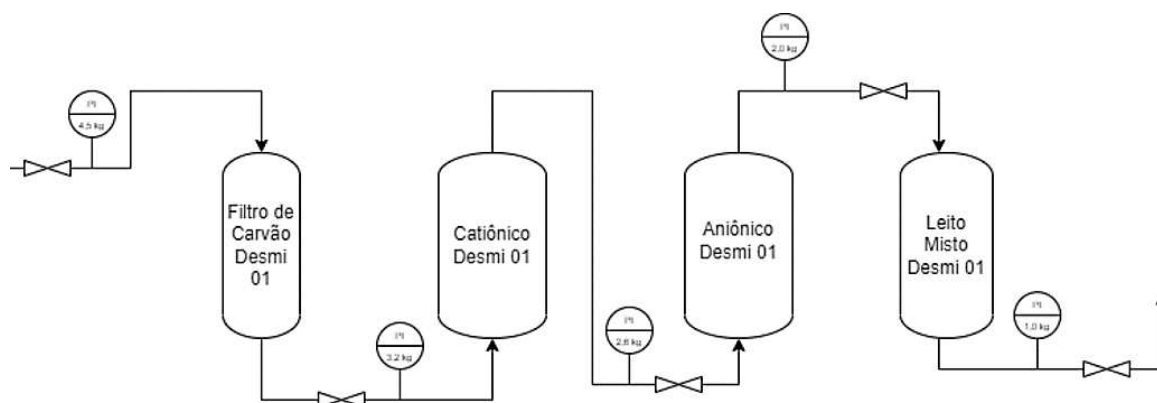 PI
4,5 kg
Filtro de
Carvão
Desmi
01
PI
3,2 kg
Catiônico
Desmi 01
PI
2,6 kg
Aniônico
Desmi 01
PI
2,0 kg
Leito
Misto
Desmi 01
PI
1,0 kg